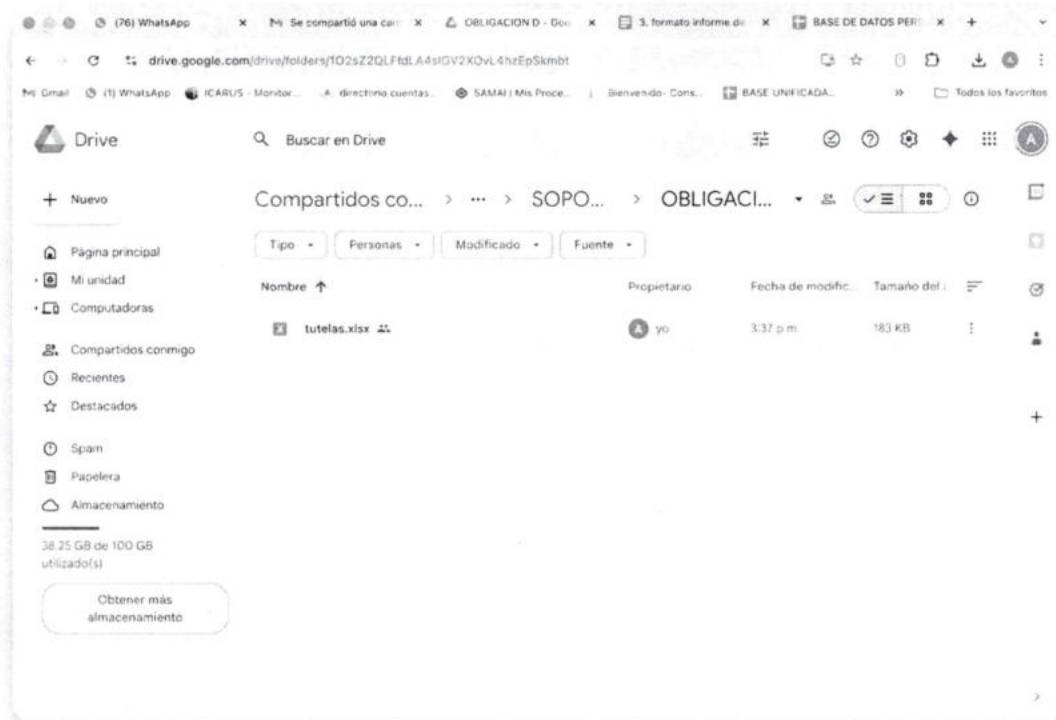 (76) WhatsApp
Se compartió una car
OBLIGACION D - Goo
3. formato informe de
BASE DE DATOS PER
drive.google.com/drive/folders/
Gmail
(1) WhatsApp
ICARUS - Monitor...
directorio cuentas...
SAMAI | Mis Proce...
Bienvenido- Cons...
BASE UNIFICADA...
Todos los favoritos
Drive
Buscar en Drive
A
Nuevo
Compartidos co... > ... > SOPO... > OBLIGACI...
Tipo
Personas
Modificado
Fuente
Página principal
Mi unidad
Computadoras
Compartidos conmigo
Recientes
Destacados
Spam
Papelera
Almacenamiento
38.25 GB de 100 GB
utilizado(s)
Obtener más
almacenamiento
Nombre
Propietario
Fecha de modific...
Tamaño del
tutelas.xlsx
A yo
3:37 p.m.
183 KB